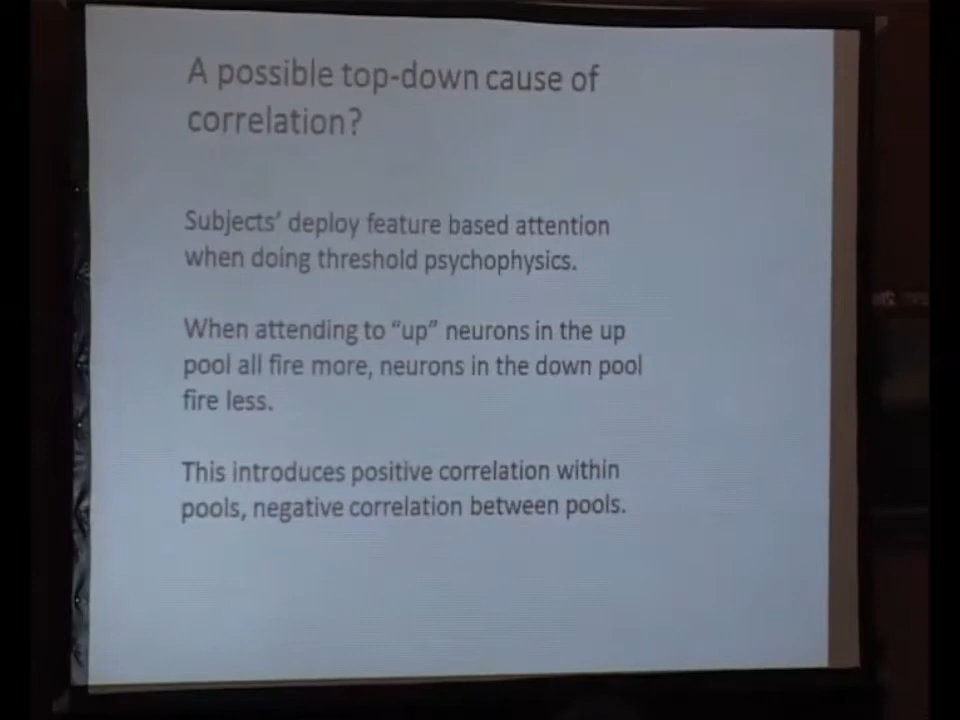 A possible top-down cause of
correlation?
Subjects' deploy feature based attention
when doing threshold psychophysics.
When attending to “up” neurons in the up
pool all fire more, neurons in the down pool
fire less.
This introduces positive correlation within
pools, negative correlation between pools.